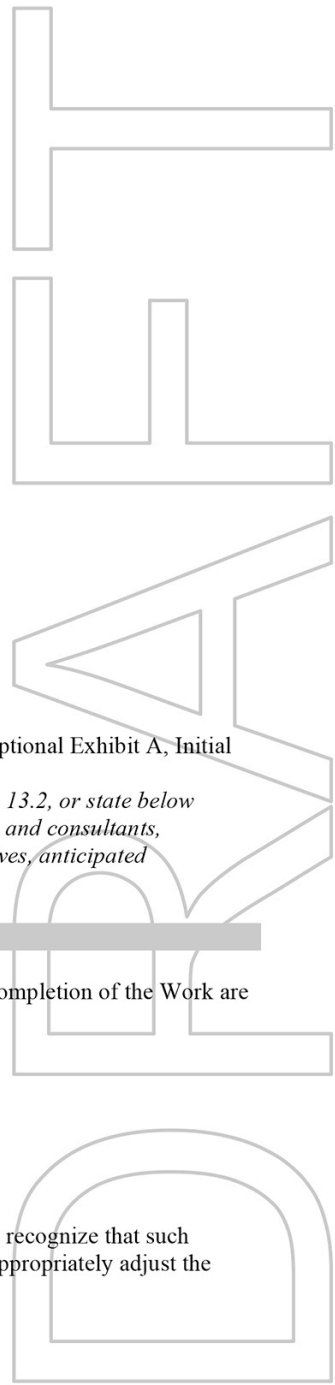 DRAFT
ptional Exhibit A, Initial
13.2, or state below
and consultants,
ves, anticipated
ompletion of the Work are
recognize that such
ppropriately adjust the